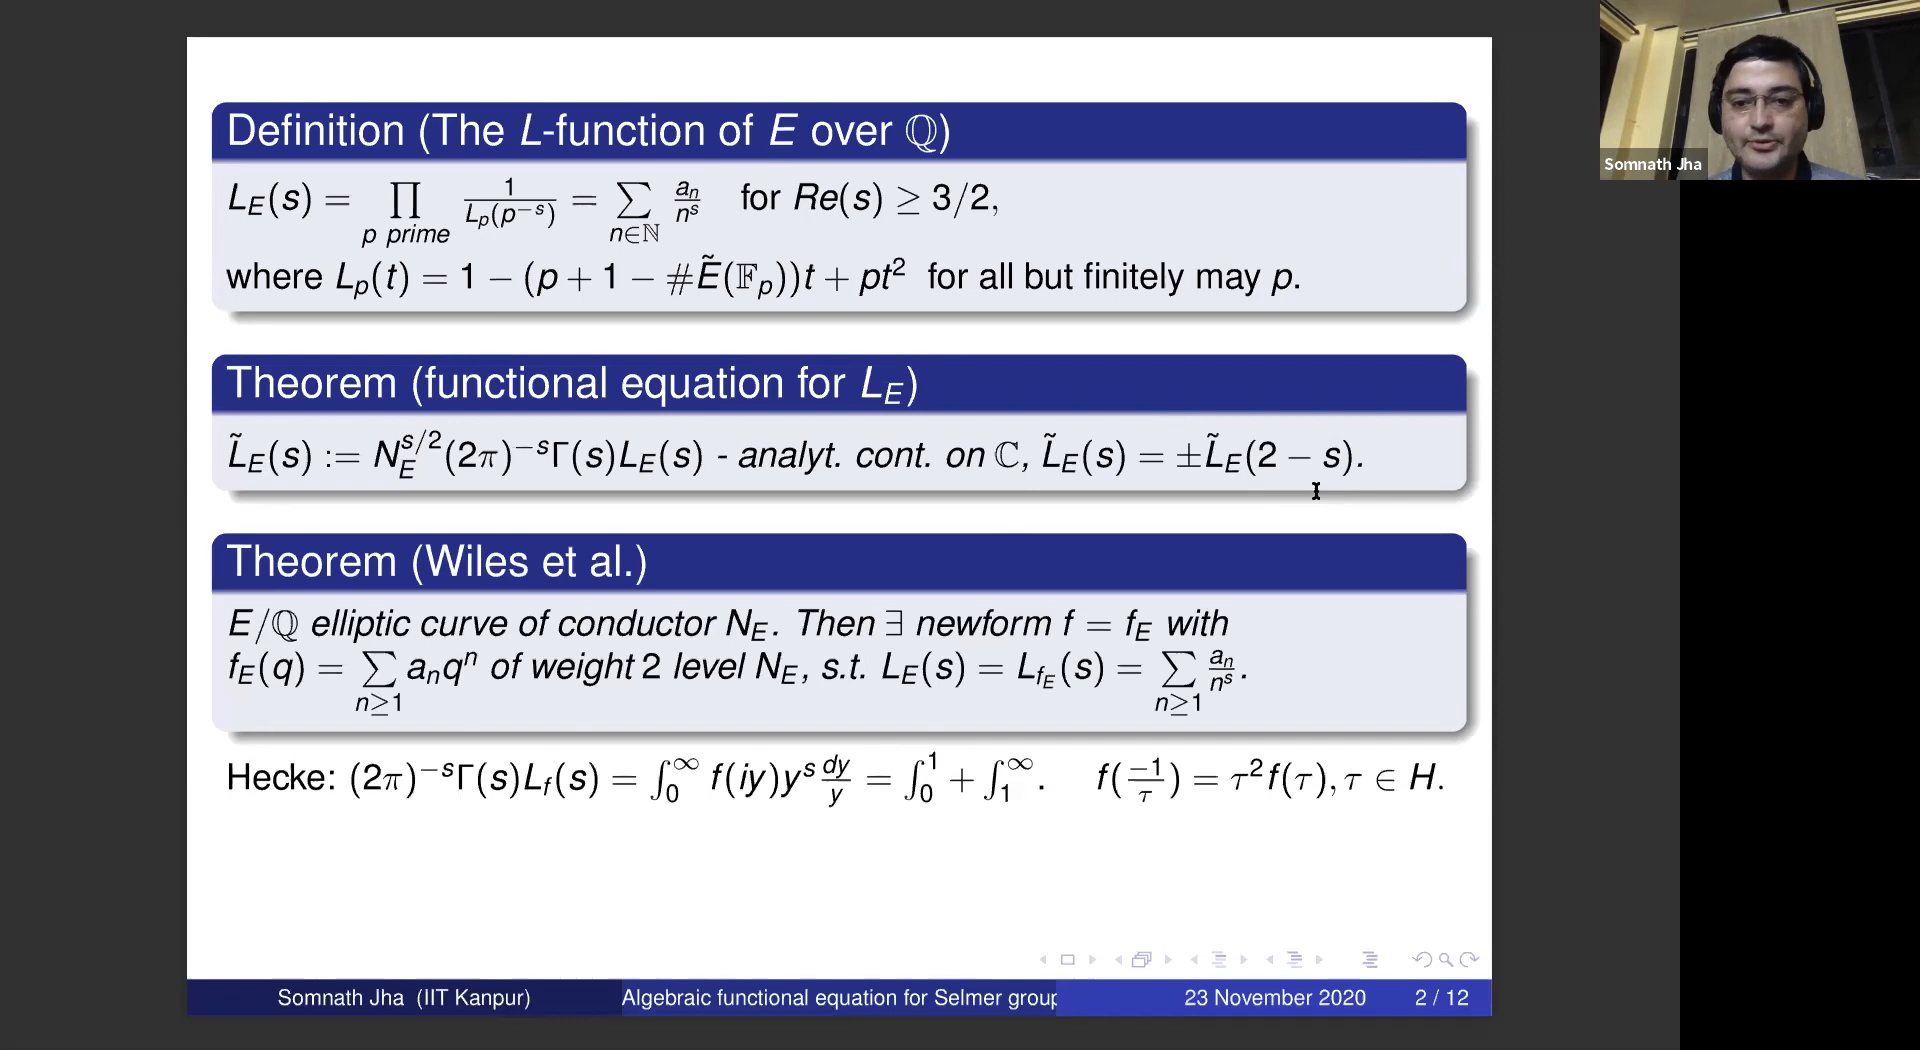 Definition (The L-function of E over ℚ)
L_E(s) = ∏_{p prime} 1/L_p(p^{-s}) = ∑_{n∈ℕ} a_n/n^s for Re(s) ≥ 3/2,
where L_p(t) = 1 − (p + 1 − #Ẽ(𝔽_p))t + pt² for all but finitely may p.
Theorem (functional equation for L_E)
L̃_E(s) := N_E^{s/2}(2π)^{−s}Γ(s)L_E(s) - analyt. cont. on ℂ, L̃_E(s) = ±L̃_E(2 − s).
Theorem (Wiles et al.)
E/ℚ elliptic curve of conductor N_E. Then ∃ newform f = f_E with
f_E(q) = ∑_{n≥1} a_n q^n of weight 2 level N_E, s.t. L_E(s) = L_{f_E}(s) = ∑_{n≥1} a_n/n^s.
Hecke: (2π)^{−s}Γ(s)L_f(s) = ∫_0^∞ f(iy)y^s dy/y = ∫_0^1 + ∫_1^∞. f(−1/τ) = τ²f(τ), τ ∈ H.
Somnath Jha (IIT Kanpur) Algebraic functional equation for Selmer group 23 November 2020 2 / 12
Somnath Jha